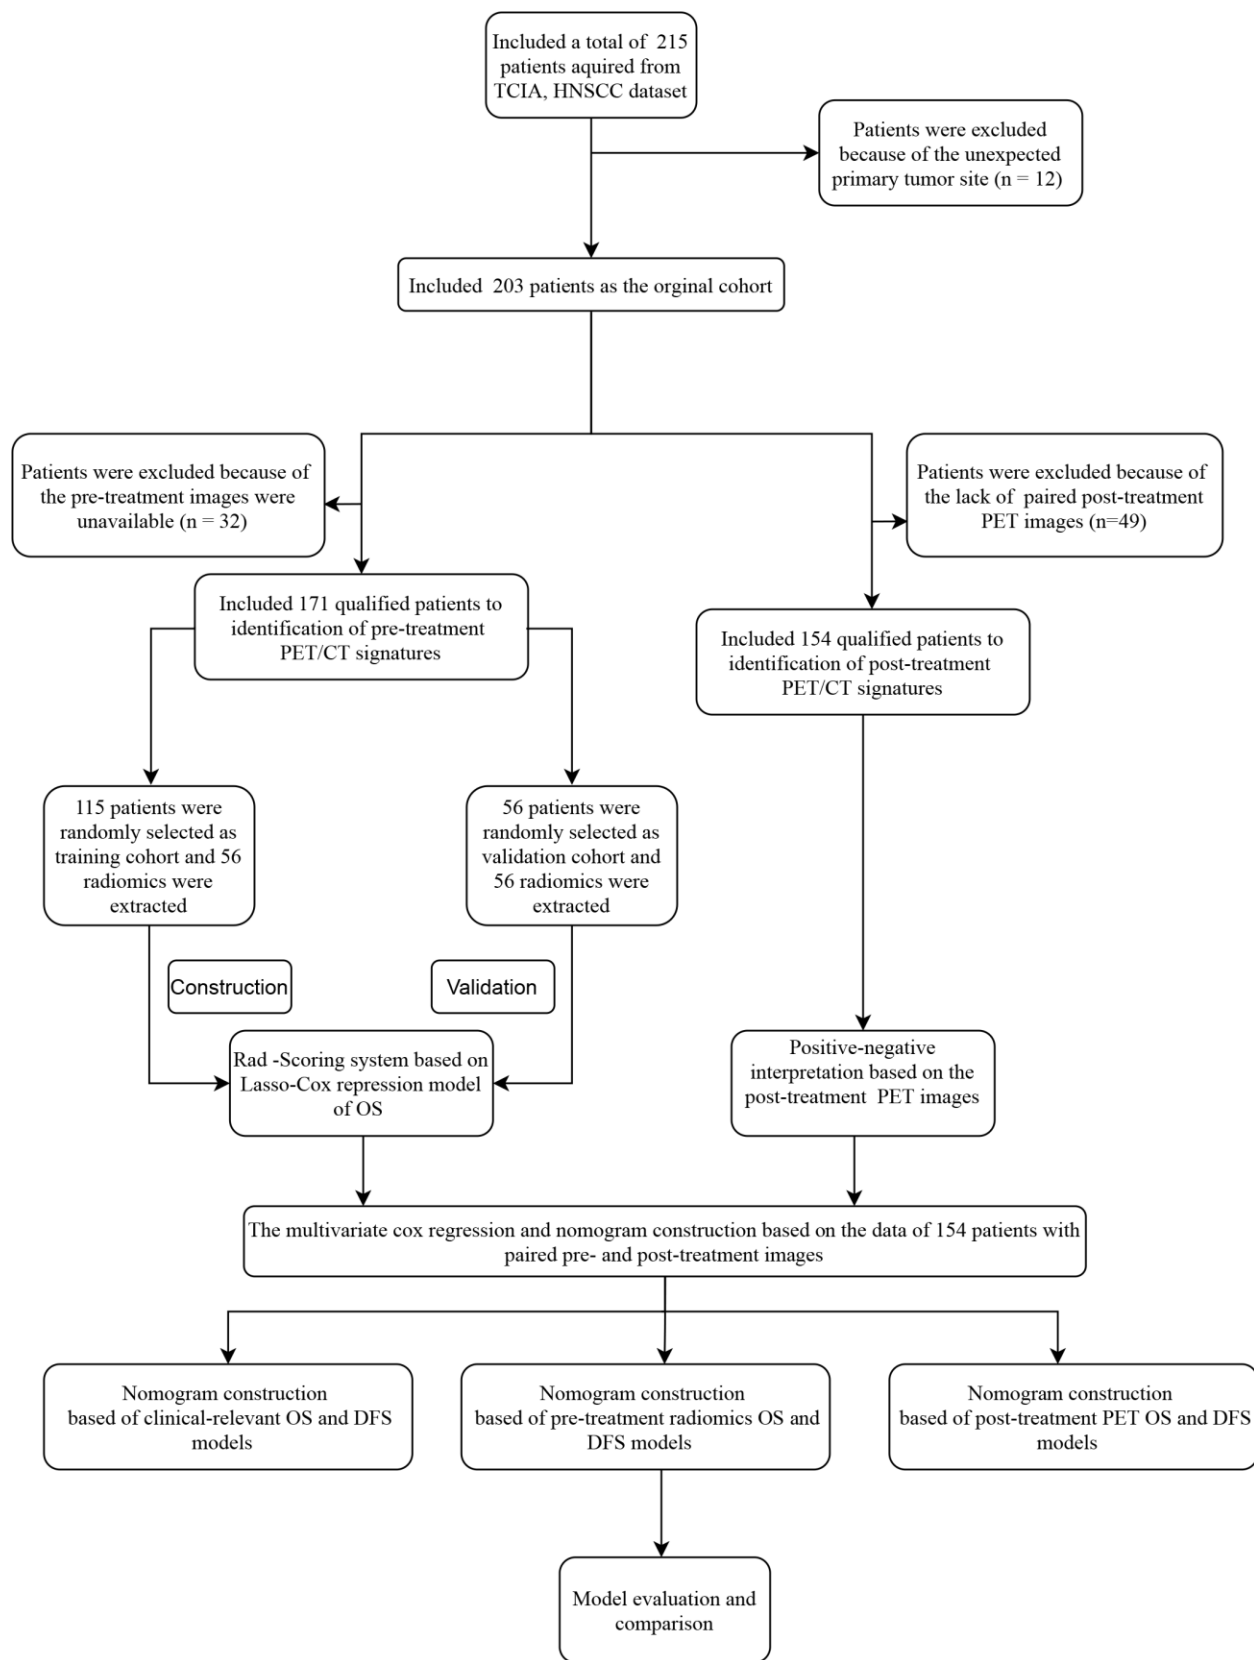 Included a total of 215
patients aquired from
TCIA, HNSCC dataset
Patients were excluded
because of the unexpected
primary tumor site (n = 12)
Included 203 patients as the orginal cohort
Patients were excluded because of
the pre-treatment images were
unavailable (n = 32)
Patients were excluded because of
the lack of paired post-treatment
PET images (n=49)
Included 171 qualified patients to
identification of pre-treatment
PET/CT signatures
Included 154 qualified patients to
identification of post-treatment
PET/CT signatures
115 patients were
randomly selected as
training cohort and 56
radiomics were
extracted
56 patients were
randomly selected as
validation cohort and
56 radiomics were
extracted
Construction
Validation
Rad -Scoring system based on
Lasso-Cox repression model
of OS
Positive-negative
interpretation based on the
post-treatment PET images
The multivariate cox regression and nomogram construction based on the data of 154 patients with
paired pre- and post-treatment images
Nomogram construction
based of clinical-relevant OS and DFS
models
Nomogram construction
based of pre-treatment radiomics OS and
DFS models
Nomogram construction
based of post-treatment PET OS and DFS
models
Model evaluation and
comparison